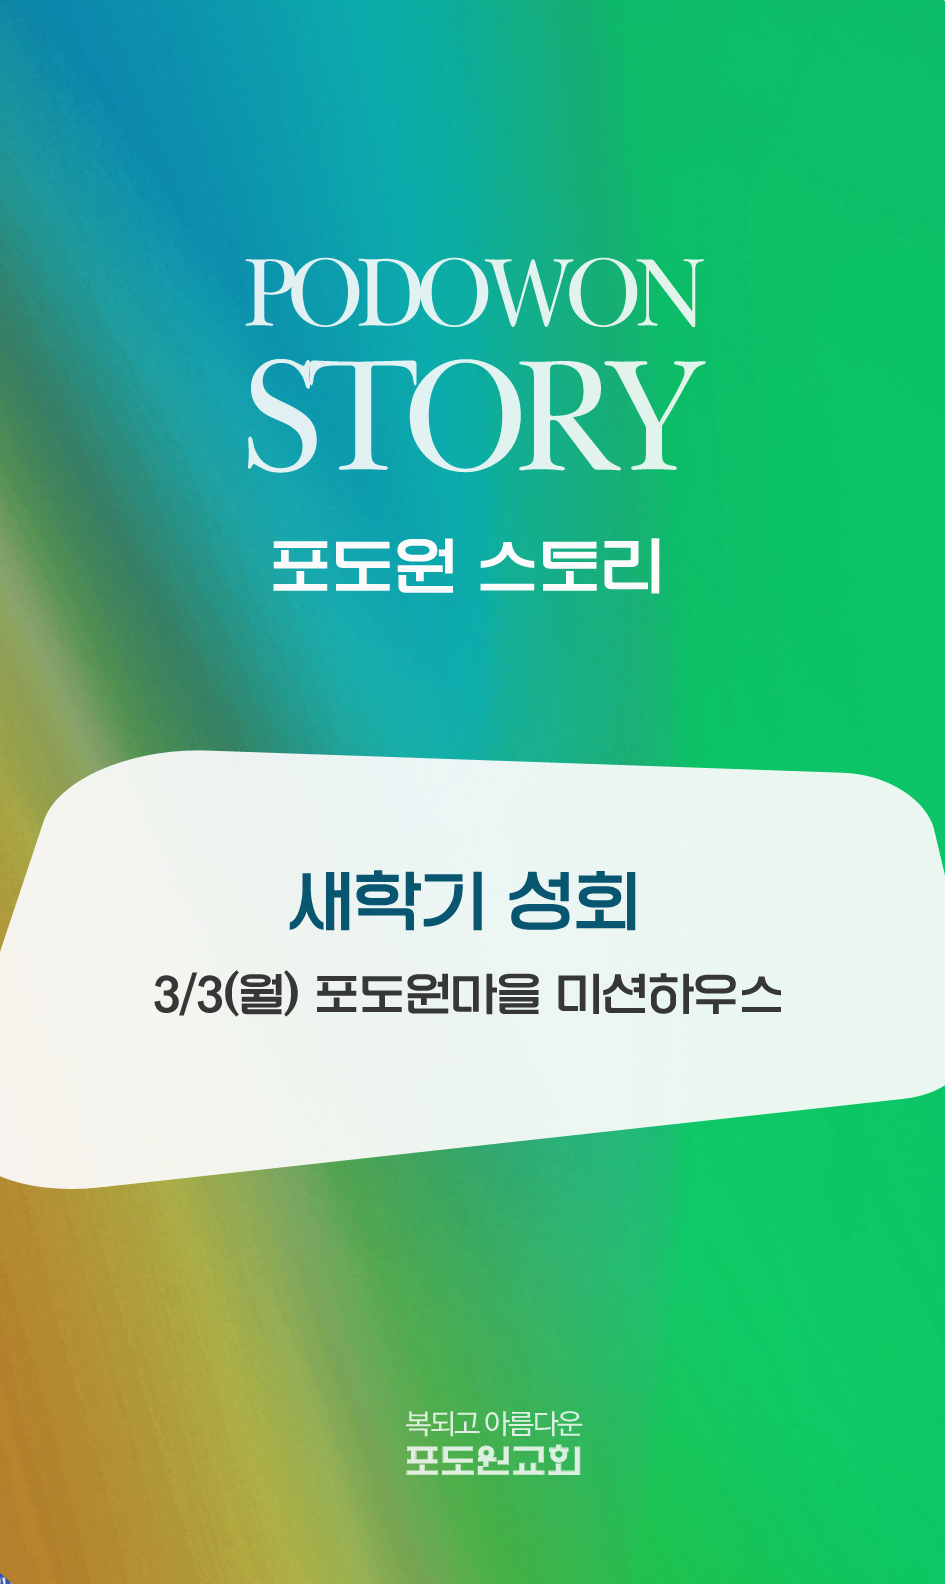 PODOWON
STORY
포도원 스토리
새학기 성회
3/3(월) 포도원마을 미션하우스
복되고 아름다운
포도원교회